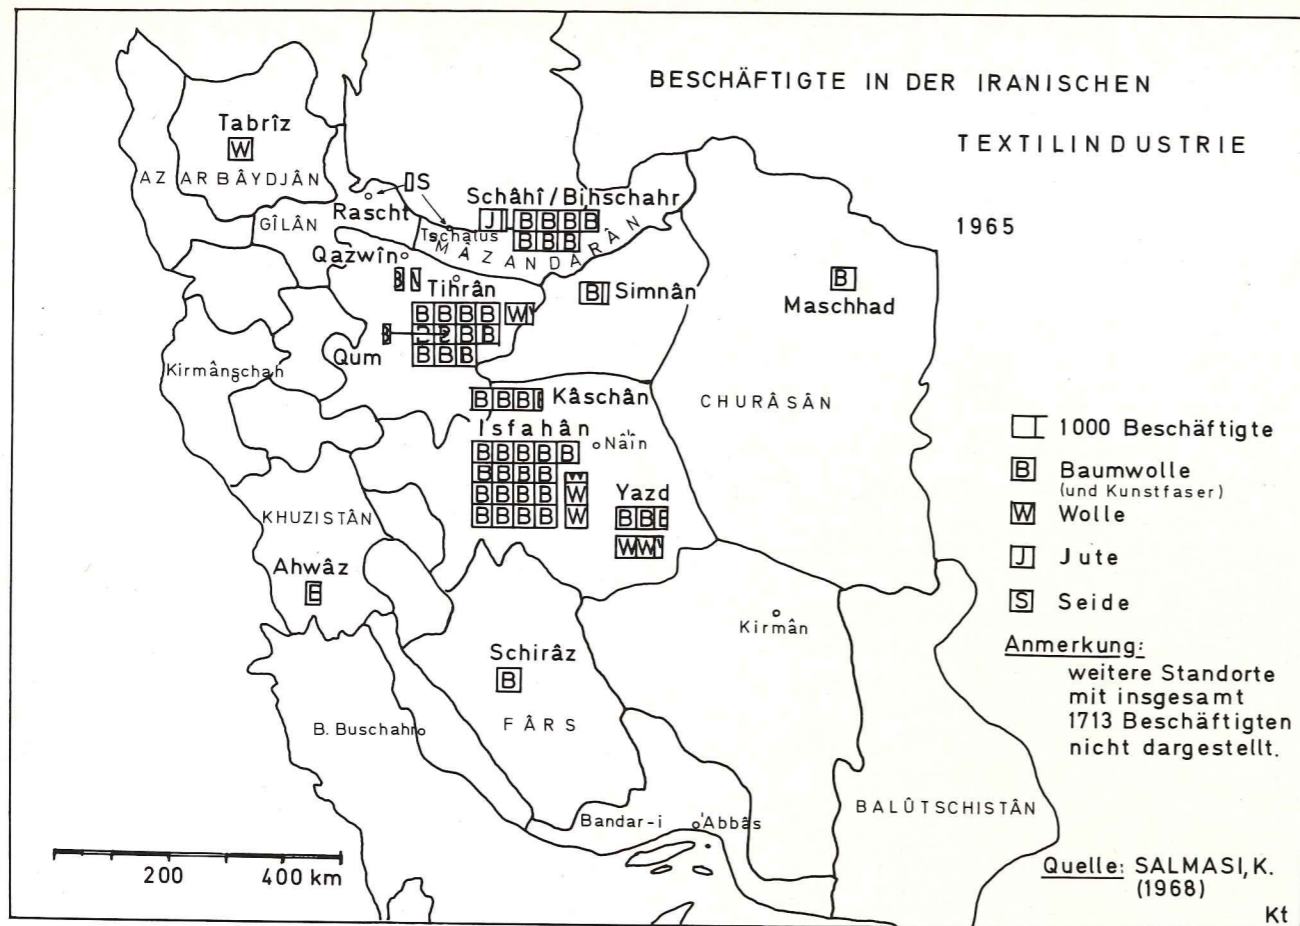 BESCHÄFTIGTE IN DER IRANISCHEN
TEXTILINDUSTRIE
1965
Tabrîz
W
AZARBÂYDJÂN
S
Rascht
GÎLÂN
Schâhî/Bihschahr
J B B B B
B B B
Tschalus
MÂZANDARÂN
Qazwîn
Tihrân
B B B B W
B B
B B B
Qum
B Simnân
B
Maschhad
Kirmânschah
B B B Kâschân
CHURÂSÂN
Isfahân
Nâ'în
B B B B B
B B B B W
B B B B W
B B B B W
Yazd
B B B
W W W
KHUZISTÂN
Ahwâz
B
Kirmân
Schirâz
B
FÂRS
B. Buschahr
Bandar-i 'Abbâs
BALÛTSCHISTÂN
1000 Beschäftigte
B Baumwolle
(und Kunstfaser)
W Wolle
J Jute
S Seide
Anmerkung:
weitere Standorte
mit insgesamt
1713 Beschäftigten
nicht dargestellt.
200 400 km
Quelle: SALMASI, K.
(1968)
Kt